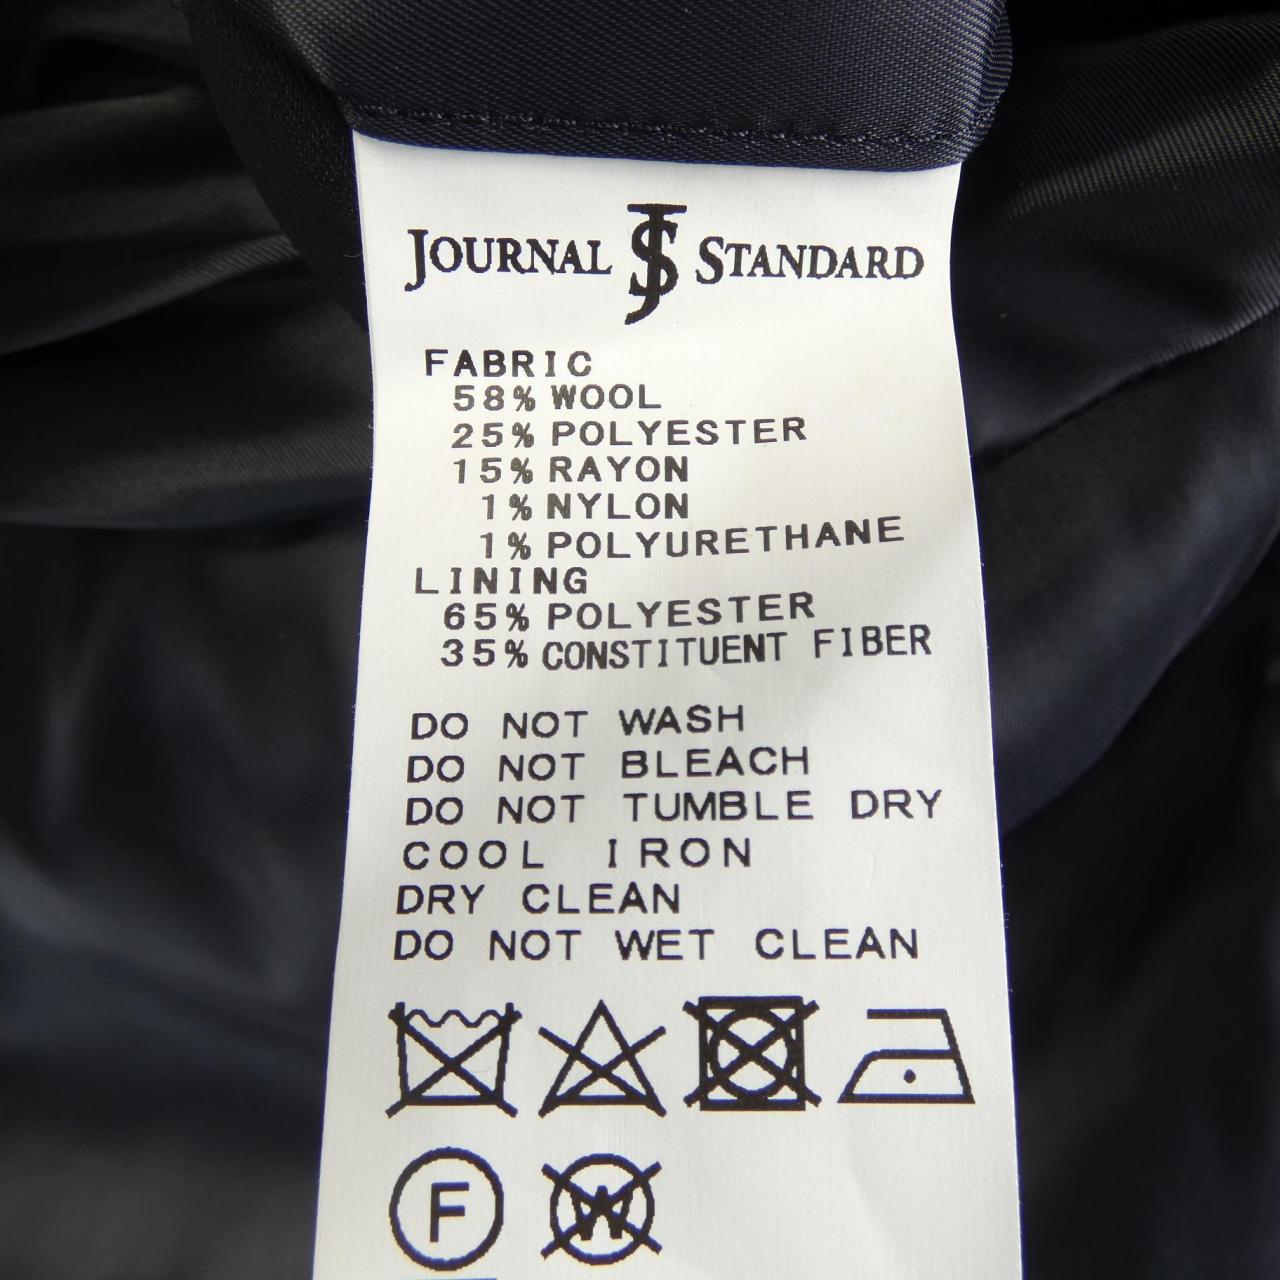 JOURNAL JS STANDARD
FABRIC
58% WOOL
25% POLYESTER
15% RAYON
1% NYLON
1% POLYURETHANE
LINING
65% POLYESTER
35% CONSTITUENT FIBER
DO NOT WASH
DO NOT BLEACH
DO NOT TUMBLE DRY
COOL IRON
DRY CLEAN
DO NOT WET CLEAN
F W